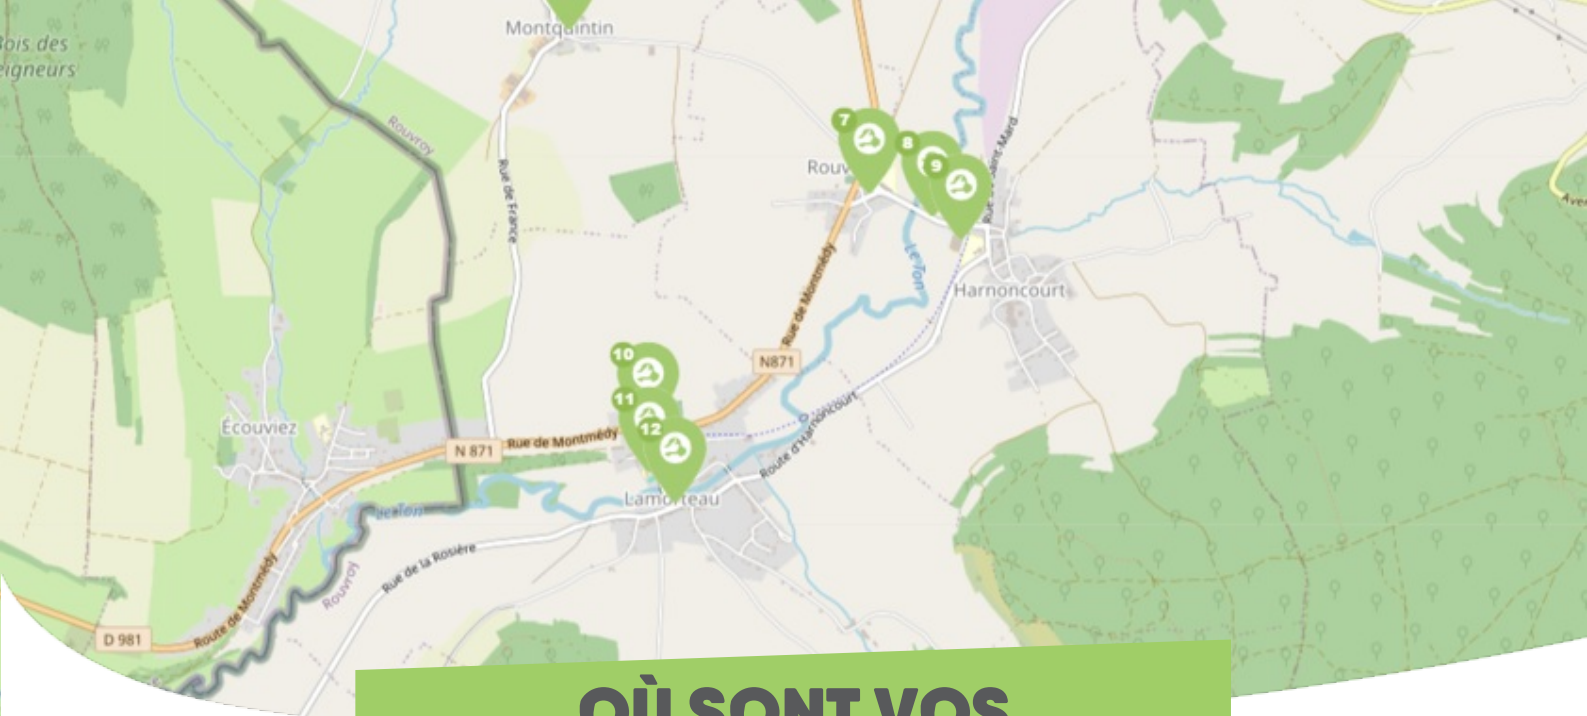 Montquintin
Bois des
eigneurs
Rouvroy
7
8
9
Rouv
Rue de France
Rue de Saint-Mard
Aver
Le Ton
Rue de Montmédy
Harnoncourt
10
11
12
N871
Écouviez
N 871
Rue de Montmédy
Route d'Harnoncourt
Lamorteau
Le Ton
Rue de la Rosière
Rouvroy
Route de Montmédy
D 981
OÙ SONT VOS